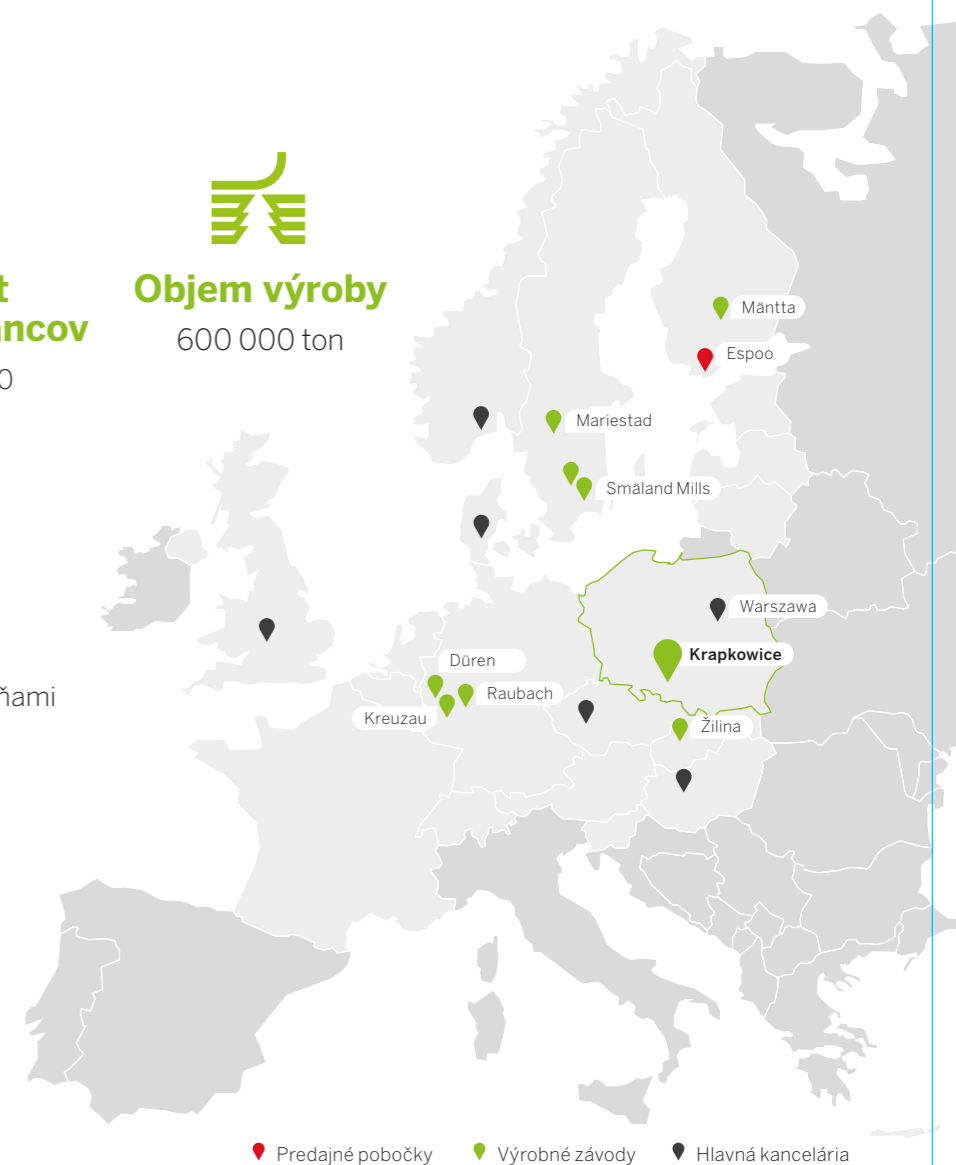 t
ancov
0
Objem výroby
600 000 ton
ňami
Mäntta
Espoo
Mariestad
Smäland Mills
Warszawa
Krapkowice
Düren
Raubach
Kreuzau
Žilina
Predajné pobočky
Výrobné závody
Hlavná kancelária